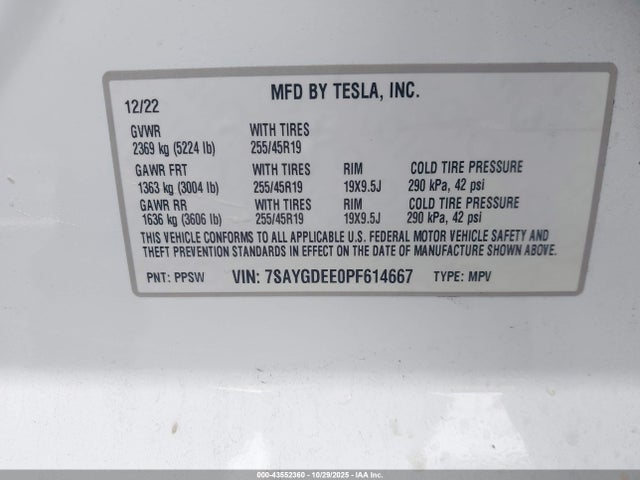 MFD BY TESLA, INC.
12/22
GVWR WITH TIRES
2369 kg (5224 lb) 255/45R19
GAWR FRT WITH TIRES RIM COLD TIRE PRESSURE
1363 kg (3004 lb) 255/45R19 19X9.5J 290 kPa, 42 psi
GAWR RR WITH TIRES RIM COLD TIRE PRESSURE
1636 kg (3606 lb) 255/45R19 19X9.5J 290 kPa, 42 psi
THIS VEHICLE CONFORMS TO ALL APPLICABLE U.S. FEDERAL MOTOR VEHICLE SAFETY AND
THEFT PREVENTION STANDARDS IN EFFECT ON THE DATE OF MANUFACTURE SHOWN ABOVE.
PNT: PPSW VIN: 7SAYGDEE0PF614667 TYPE: MPV
000-43552360 - 10/29/2025 - IAA Inc.